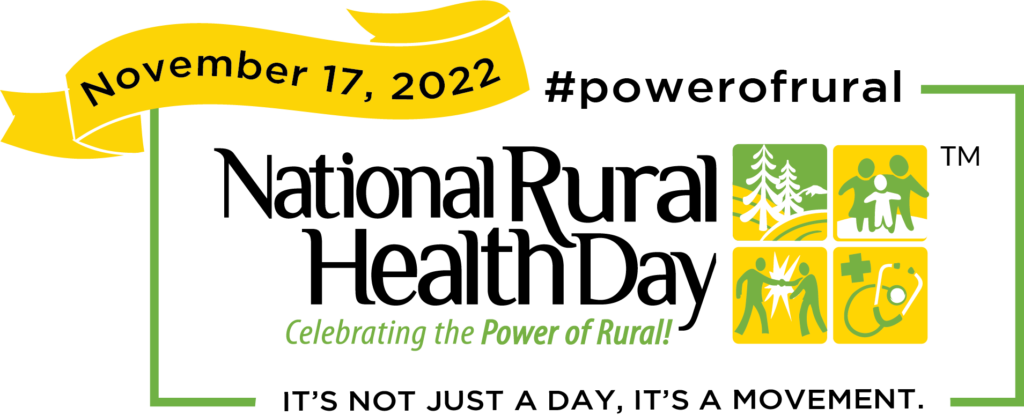 November 17, 2022
#powerofrural
National Rural
Health Day
TM
Celebrating the Power of Rural!
IT'S NOT JUST A DAY, IT'S A MOVEMENT.